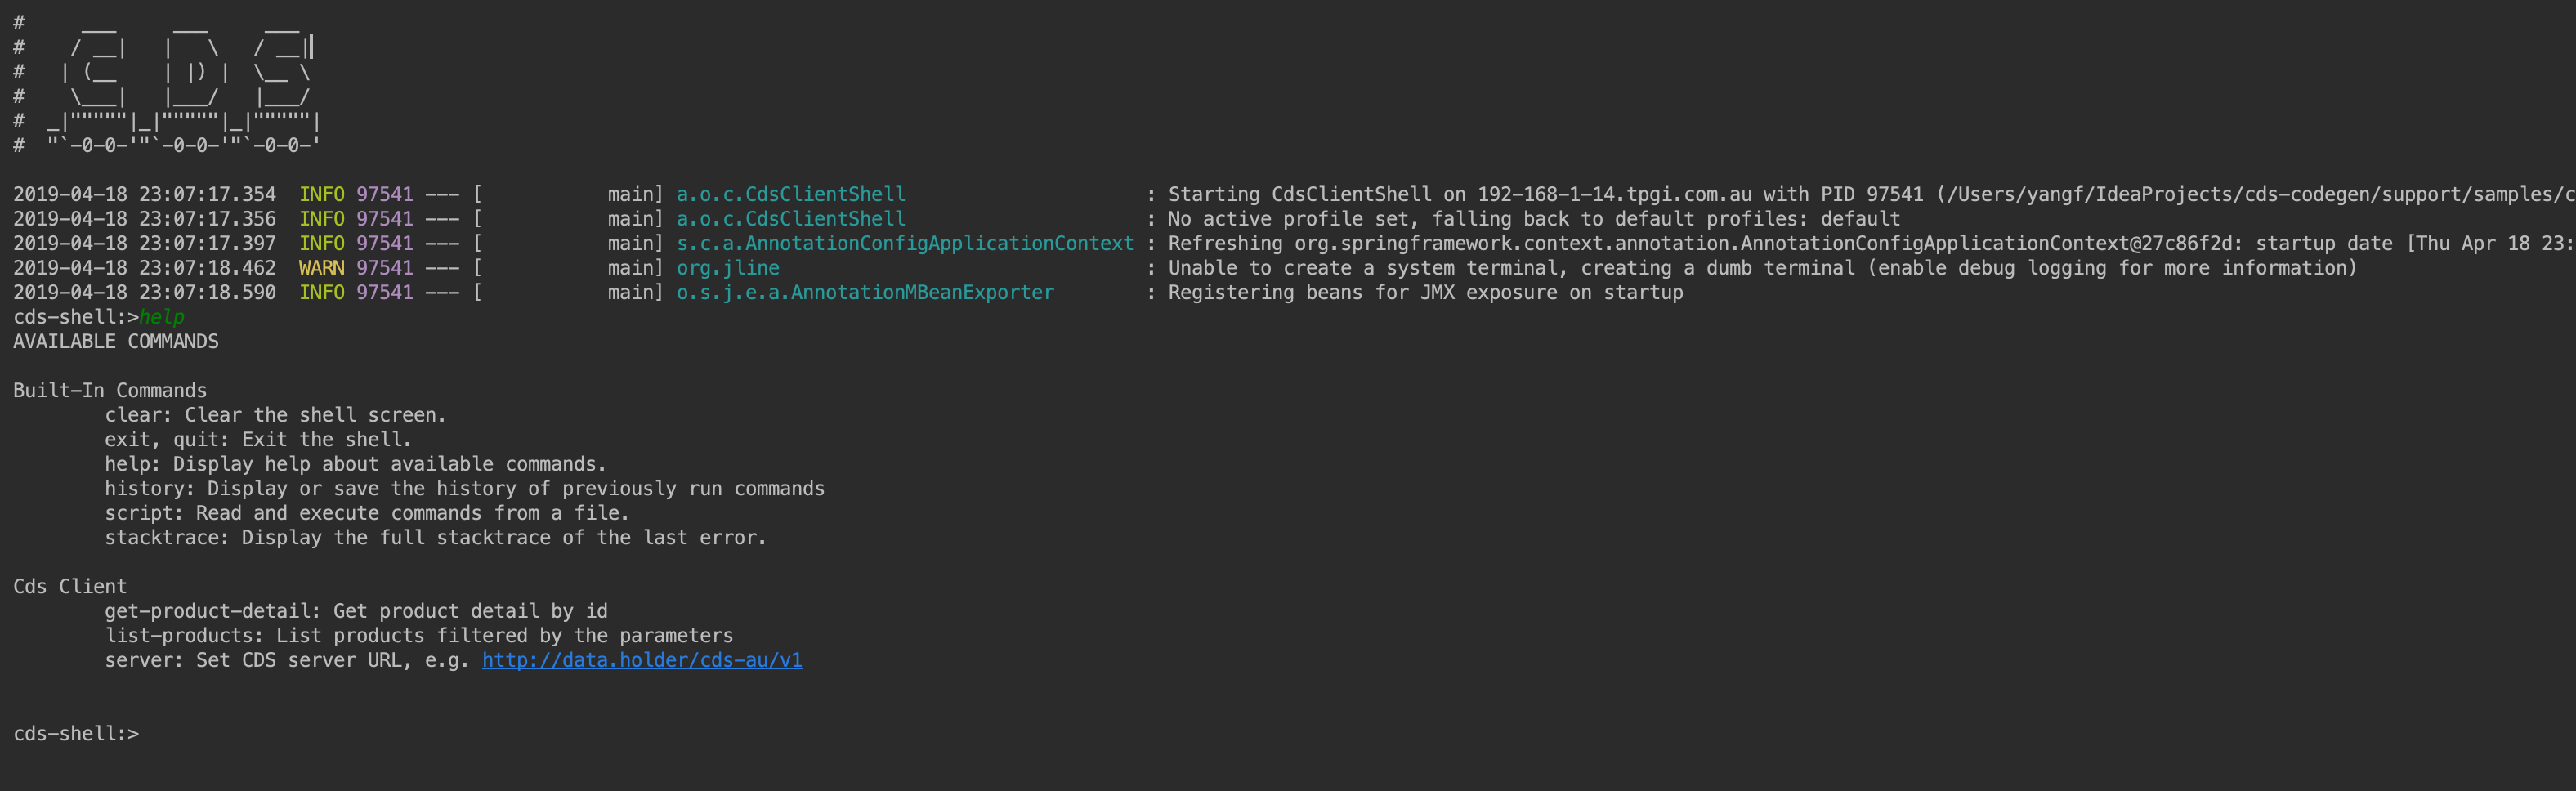 #     ___     ___     ___
#    / __|   |   \   / __|
#   | (__    | |) |  \__ \
#    \___|   |___/   |___/
#  _|"""""|_|"""""|_|"""""|
#  "`-0-0-'"`-0-0-'"`-0-0-'
2019-04-18 23:07:17.354  INFO 97541 --- [           main] a.o.c.CdsClientShell                     : Starting CdsClientShell on 192-168-1-14.tpgi.com.au with PID 97541 (/Users/yangf/IdeaProjects/cds-codegen/support/samples/c
2019-04-18 23:07:17.356  INFO 97541 --- [           main] a.o.c.CdsClientShell                     : No active profile set, falling back to default profiles: default
2019-04-18 23:07:17.397  INFO 97541 --- [           main] s.c.a.AnnotationConfigApplicationContext : Refreshing org.springframework.context.annotation.AnnotationConfigApplicationContext@27c86f2d: startup date [Thu Apr 18 23:
2019-04-18 23:07:18.462  WARN 97541 --- [           main] org.jline                                : Unable to create a system terminal, creating a dumb terminal (enable debug logging for more information)
2019-04-18 23:07:18.590  INFO 97541 --- [           main] o.s.j.e.a.AnnotationMBeanExporter        : Registering beans for JMX exposure on startup
cds-shell:>help
AVAILABLE COMMANDS
Built-In Commands
        clear: Clear the shell screen.
        exit, quit: Exit the shell.
        help: Display help about available commands.
        history: Display or save the history of previously run commands
        script: Read and execute commands from a file.
        stacktrace: Display the full stacktrace of the last error.
Cds Client
        get-product-detail: Get product detail by id
        list-products: List products filtered by the parameters
        server: Set CDS server URL, e.g. http://data.holder/cds-au/v1
cds-shell:>